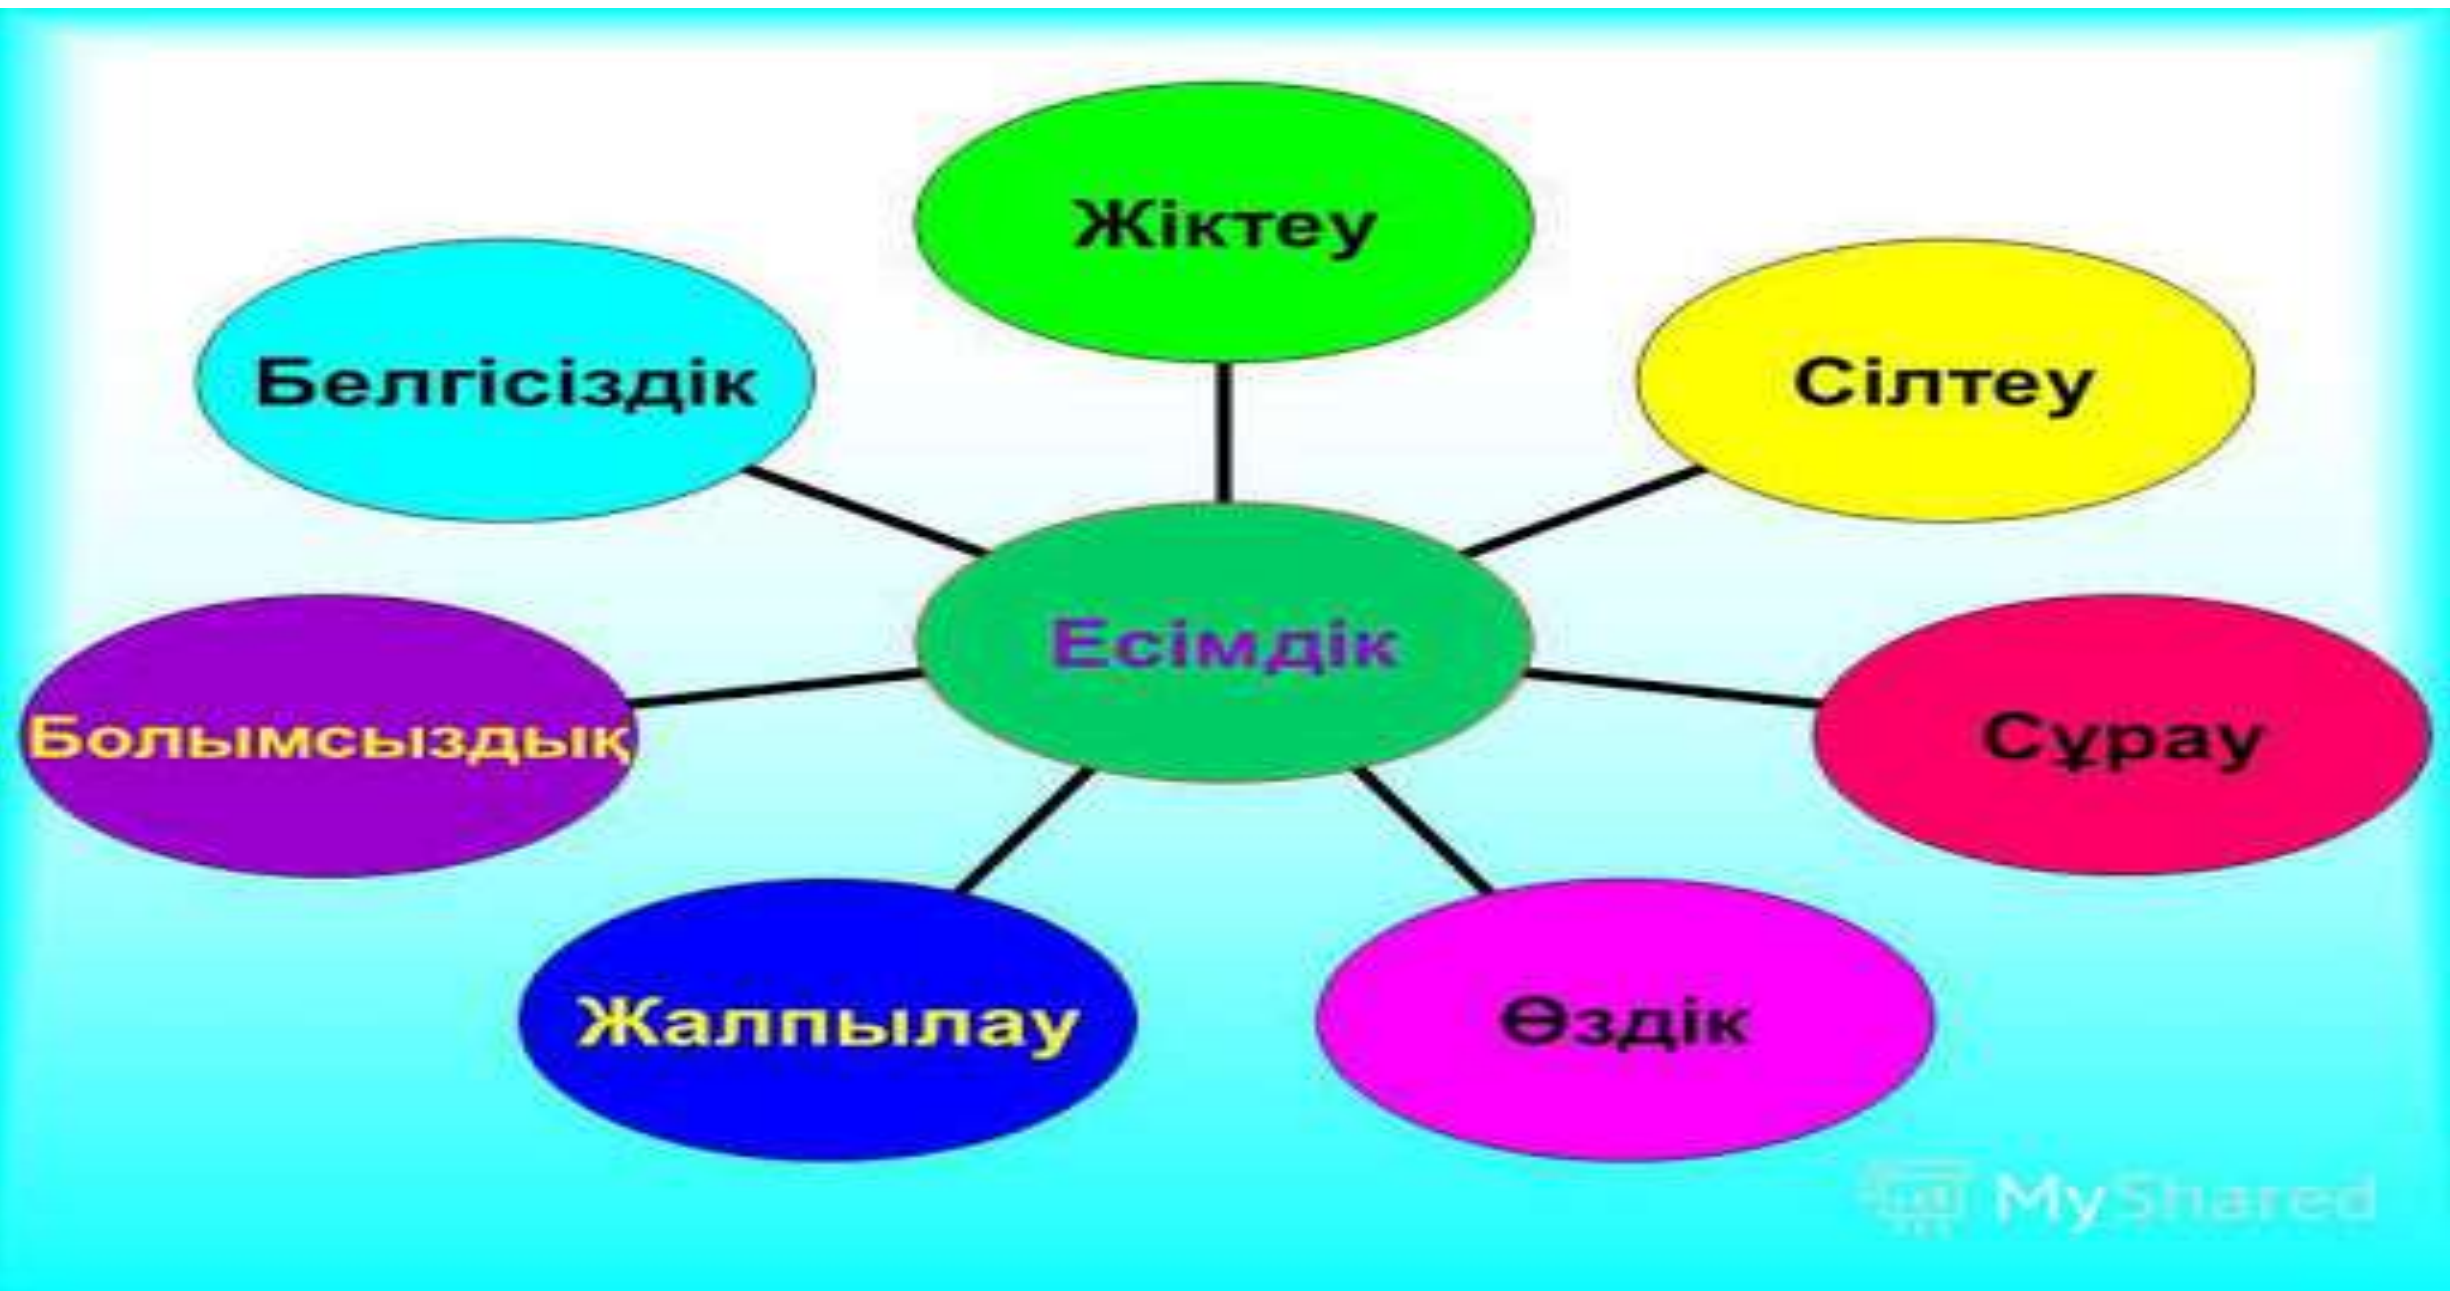 Жіктеу
Белгісіздік
Сілтеу
Есімдік
Болымсыздық
Сұрау
Жалпылау
Өздік
MyShared